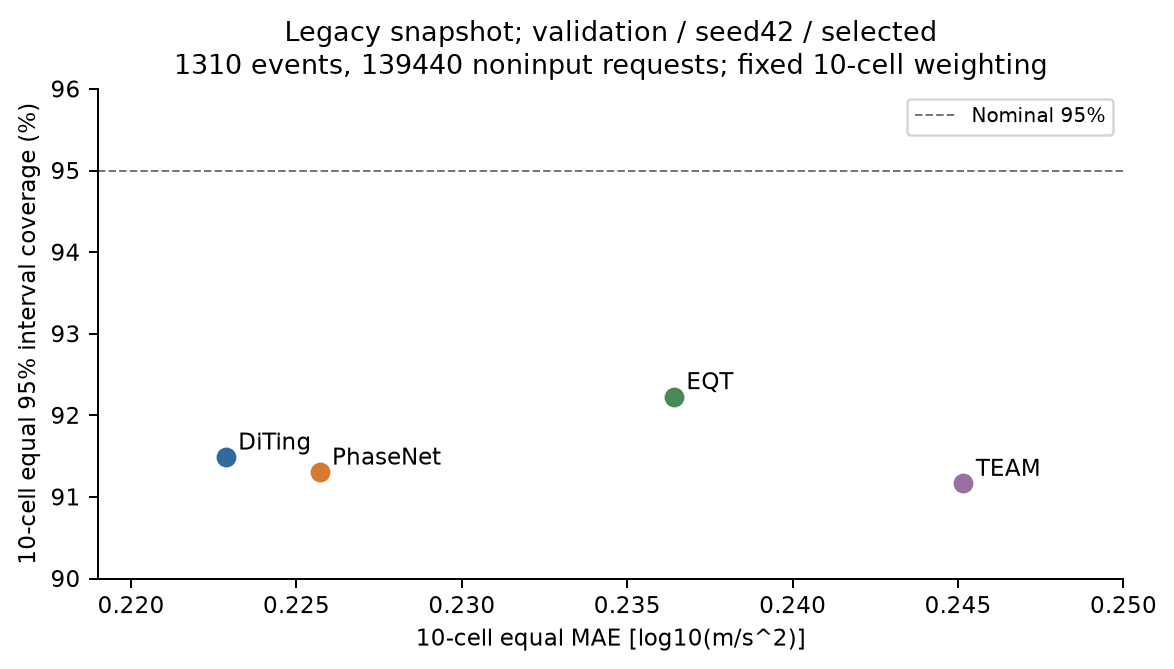 Legacy snapshot; validation / seed42 / selected
1310 events, 139440 noninput requests; fixed 10-cell weighting
96
95
94
93
92
91
90
10-cell equal 95% interval coverage (%)
Nominal 95%
EQT
DiTing
PhaseNet
TEAM
0.220
0.225
0.230
0.235
0.240
0.245
0.250
10-cell equal MAE [log10(m/s^2)]